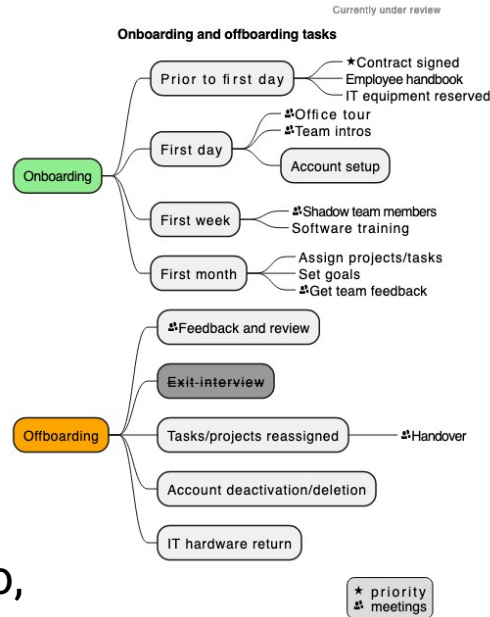 Currently under review
Onboarding and offboarding tasks
Onboarding
Prior to first day
★Contract signed
Employee handbook
IT equipment reserved
First day
Office tour
Team intros
Account setup
First week
Shadow team members
Software training
First month
Assign projects/tasks
Set goals
Get team feedback
Offboarding
Feedback and review
Exit interview
Tasks/projects reassigned
Handover
Account deactivation/deletion
IT hardware return
★ priority
meetings